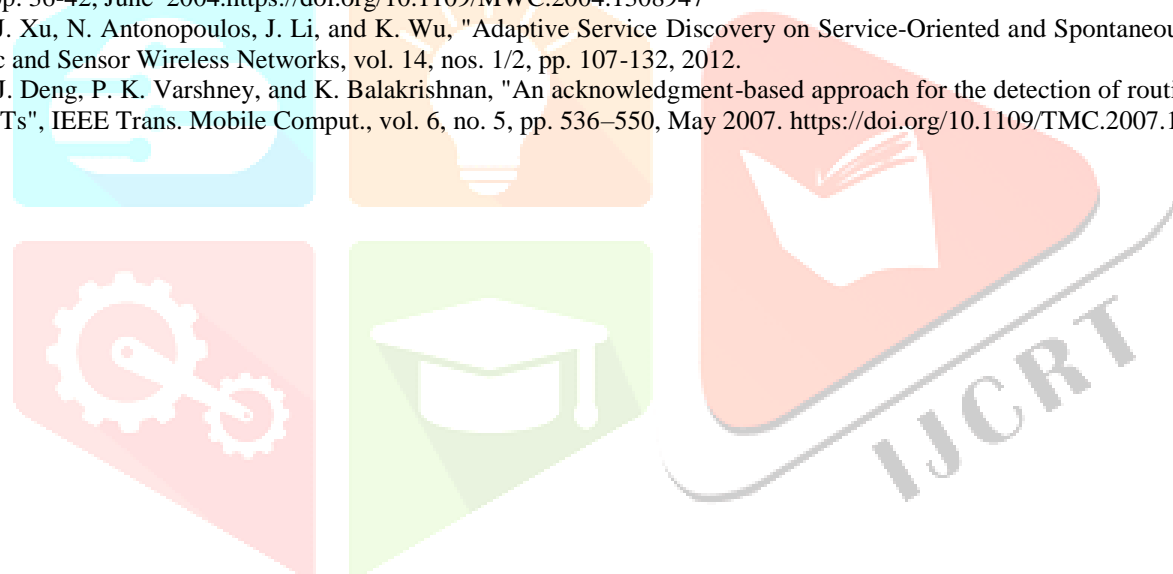 pp. 36-42, June 2004.https://doi.org/10.1109/MWC.2004.1308947
J. Xu, N. Antonopoulos, J. Li, and K. Wu, "Adaptive Service Discovery on Service-Oriented and Spontaneou
c and Sensor Wireless Networks, vol. 14, nos. 1/2, pp. 107-132, 2012.
J. Deng, P. K. Varshney, and K. Balakrishnan, "An acknowledgment-based approach for the detection of routi
Ts", IEEE Trans. Mobile Comput., vol. 6, no. 5, pp. 536–550, May 2007. https://doi.org/10.1109/TMC.2007.1
IJCRT